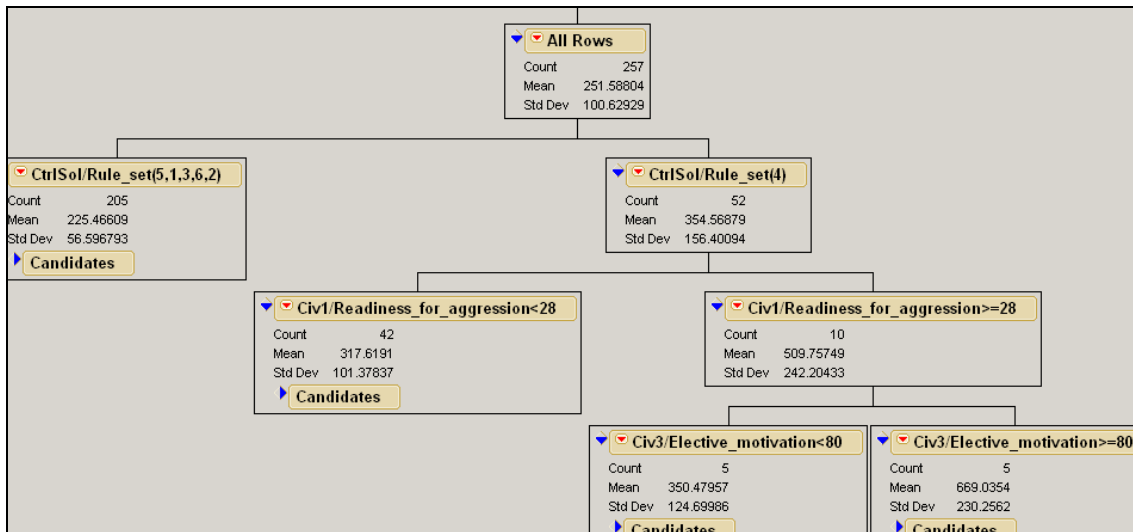 All Rows
Count 257
Mean 251.58804
Std Dev 100.62929
CtrlSol/Rule_set(5,1,3,6,2)
Count 205
Mean 225.46609
Std Dev 56.596793
Candidates
CtrlSol/Rule_set(4)
Count 52
Mean 354.56879
Std Dev 156.40094
Civ1/Readiness_for_aggression<28
Count 42
Mean 317.6191
Std Dev 101.37837
Candidates
Civ1/Readiness_for_aggression>=28
Count 10
Mean 509.75749
Std Dev 242.20433
Civ3/Elective_motivation<80
Count 5
Mean 350.47957
Std Dev 124.69986
Candidates
Civ3/Elective_motivation>=80
Count 5
Mean 669.0354
Std Dev 230.2562
Candidates